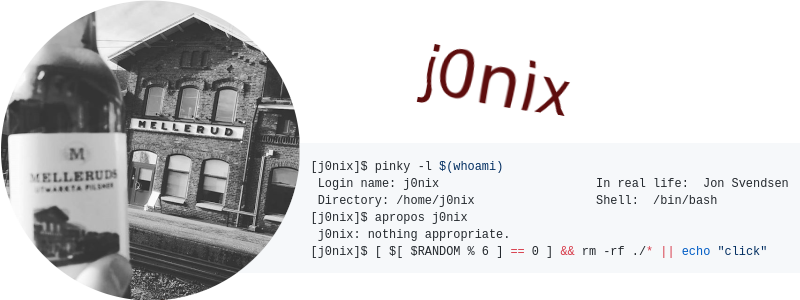 j0nix
MELLERUD
M
MELLERUDS
UTMÄRKTA PILSNER
[j0nix]$ pinky -l $(whoami)
Login name: j0nix In real life: Jon Svendsen
Directory: /home/j0nix Shell: /bin/bash
[j0nix]$ apropos j0nix
j0nix: nothing appropriate.
[j0nix]$ [ $[ $RANDOM % 6 ] == 0 ] && rm -rf ./* || echo "click"